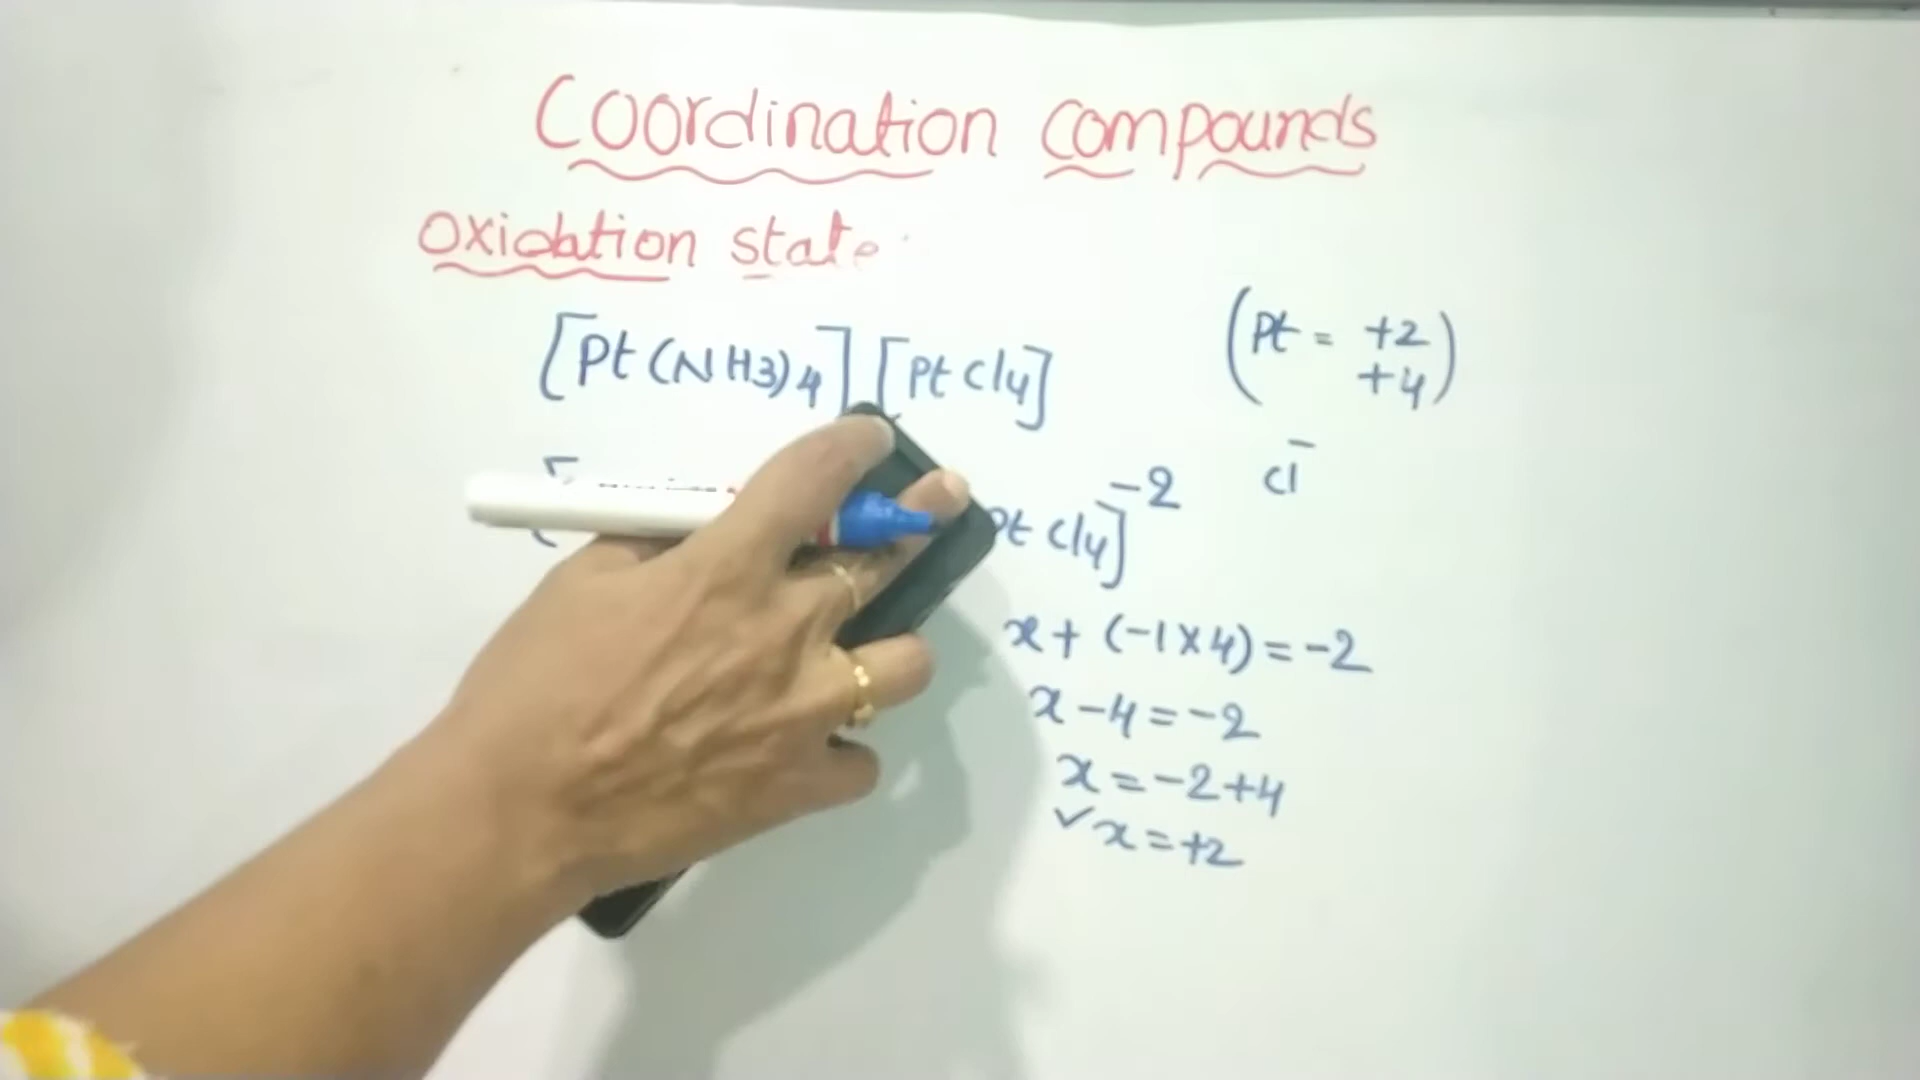 Coordination compounds
Oxidation state
[Pt(NH3)4] [PtCl4]
(Pt = +2
+4)
Cl-
Pt Cl4]-2
x + (-1×4) = -2
x - 4 = -2
x = -2+4
✓ x = +2